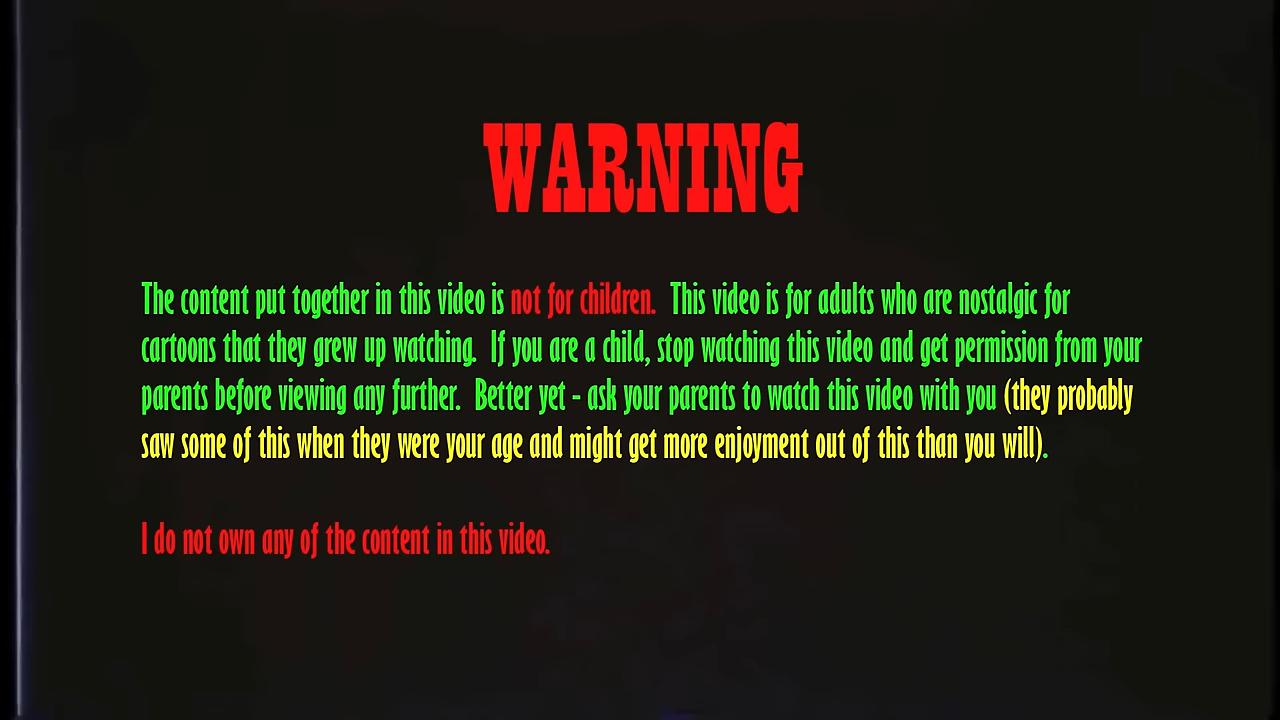 WARNING
The content put together in this video is not for children.  This video is for adults who are nostalgic for
cartoons that they grew up watching.  If you are a child, stop watching this video and get permission from your
parents before viewing any further.  Better yet - ask your parents to watch this video with you (they probably
saw some of this when they were your age and might get more enjoyment out of this than you will).
I do not own any of the content in this video.